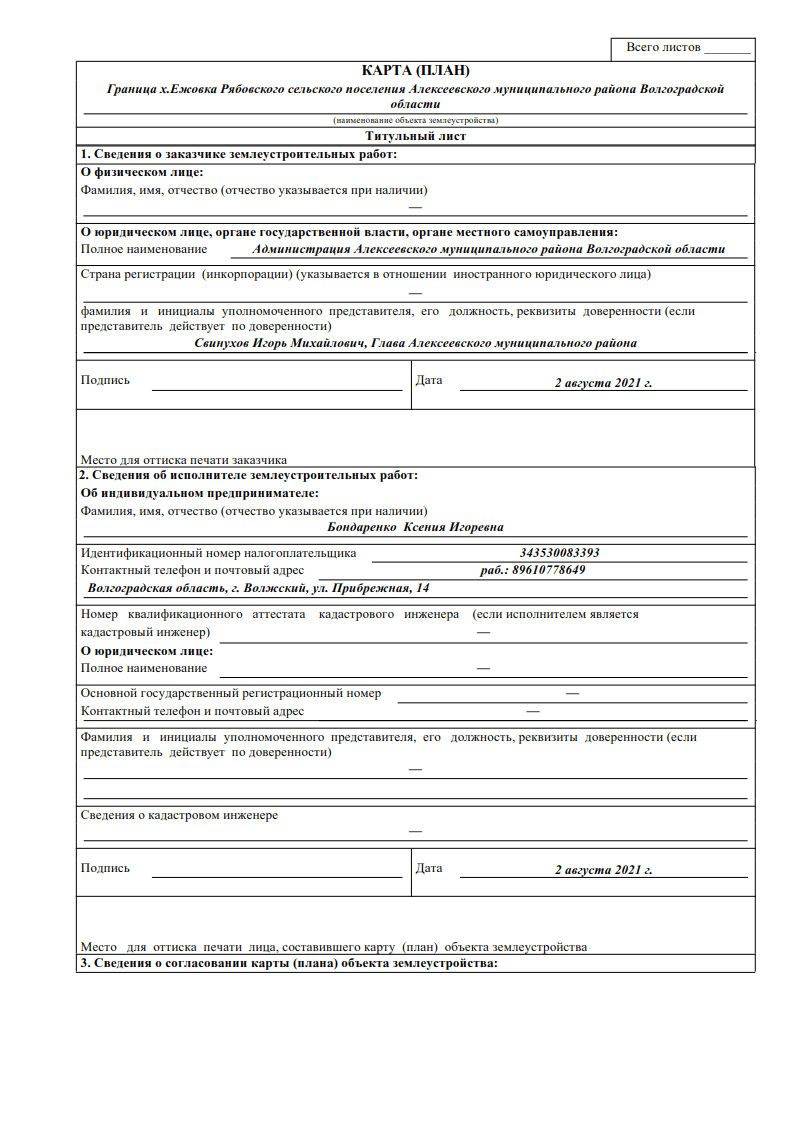 Всего листов _______
КАРТА (ПЛАН)
Граница х.Ежовка Рябовского сельского поселения Алексеевского муниципального района Волгоградской
области
(наименование объекта землеустройства)
Титульный лист
1. Сведения о заказчике землеустроительных работ:
О физическом лице:
Фамилия, имя, отчество (отчество указывается при наличии)
—
О юридическом лице, органе государственной власти, органе местного самоуправления:
Полное наименование Администрация Алексеевского муниципального района Волгоградской области
Страна регистрации (инкорпорации) (указывается в отношении иностранного юридического лица)
—
фамилия и инициалы уполномоченного представителя, его должность, реквизиты доверенности (если
представитель действует по доверенности)
Свинухов Игорь Михайлович, Глава Алексеевского муниципального района
Подпись Дата 2 августа 2021 г.
Место для оттиска печати заказчика
2. Сведения об исполнителе землеустроительных работ:
Об индивидуальном предпринимателе:
Фамилия, имя, отчество (отчество указывается при наличии)
Бондаренко Ксения Игоревна
Идентификационный номер налогоплательщика 343530083393
Контактный телефон и почтовый адрес раб.: 89610778649
Волгоградская область, г. Волжский, ул. Прибрежная, 14
Номер квалификационного аттестата кадастрового инженера (если исполнителем является
кадастровый инженер) —
О юридическом лице:
Полное наименование —
Основной государственный регистрационный номер —
Контактный телефон и почтовый адрес —
Фамилия и инициалы уполномоченного представителя, его должность, реквизиты доверенности (если
представитель действует по доверенности)
—
Сведения о кадастровом инженере
—
Подпись Дата 2 августа 2021 г.
Место для оттиска печати лица, составившего карту (план) объекта землеустройства
3. Сведения о согласовании карты (плана) объекта землеустройства: